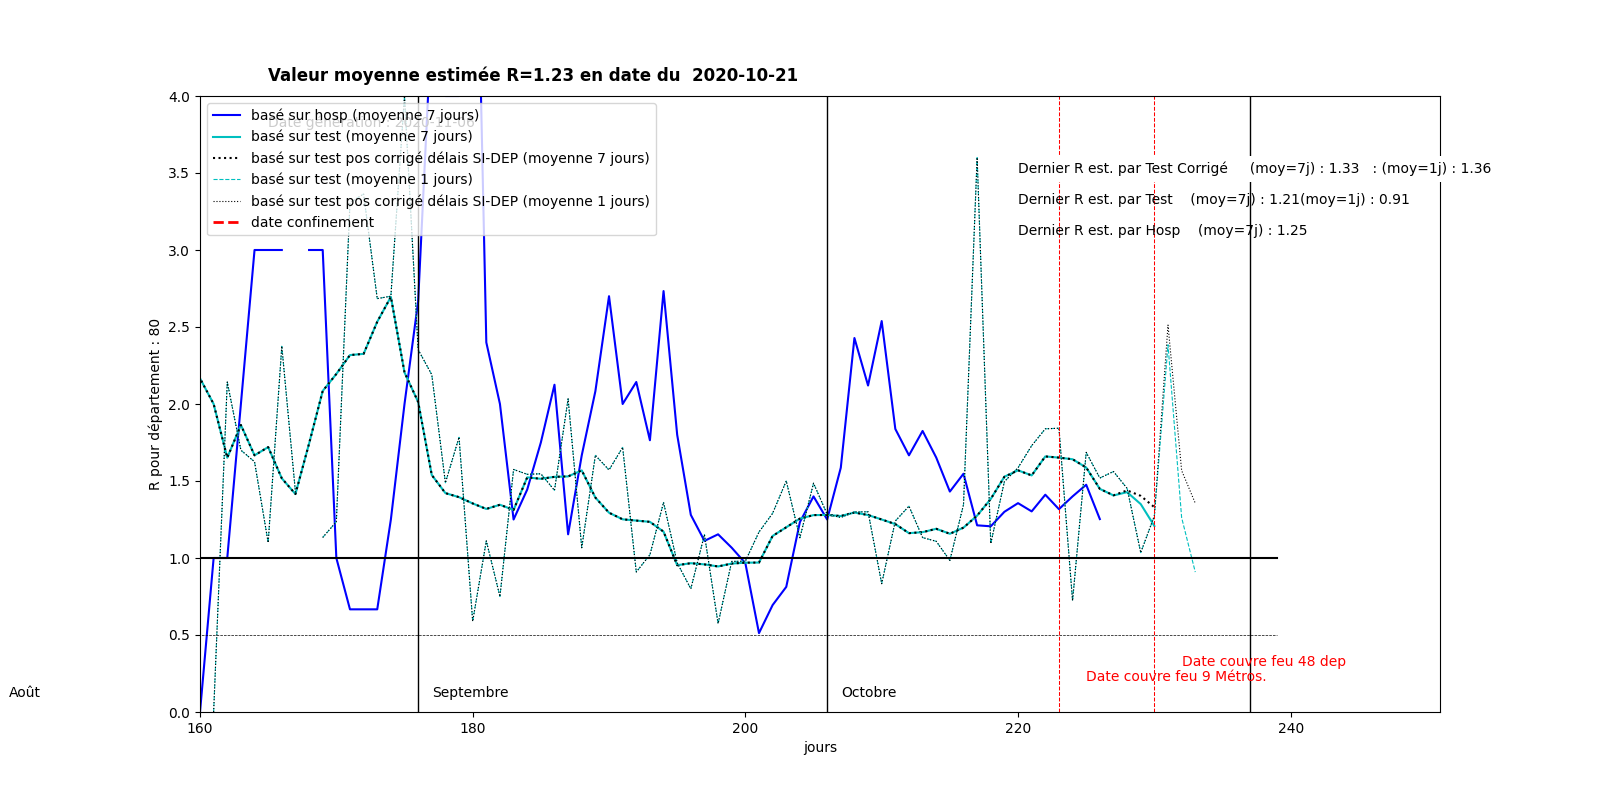 Valeur moyenne estimée R=1.23 en date du  2020-10-21
Date génération : 2020-11-06
basé sur hosp (moyenne 7 jours)
basé sur test (moyenne 7 jours)
basé sur test pos corrigé délais SI-DEP (moyenne 7 jours)
basé sur test (moyenne 1 jours)
basé sur test pos corrigé délais SI-DEP (moyenne 1 jours)
date confinement
Dernier R est. par Test Corrigé     (moy=7j) : 1.33   : (moy=1j) : 1.36
Dernier R est. par Test    (moy=7j) : 1.21(moy=1j) : 0.91
Dernier R est. par Hosp    (moy=7j) : 1.25
4.0
3.5
3.0
2.5
2.0
1.5
1.0
0.5
0.0
R pour département : 80
Date couvre feu 48 dep
Date couvre feu 9 Métros.
Août
Septembre
Octobre
160
180
200
220
240
jours